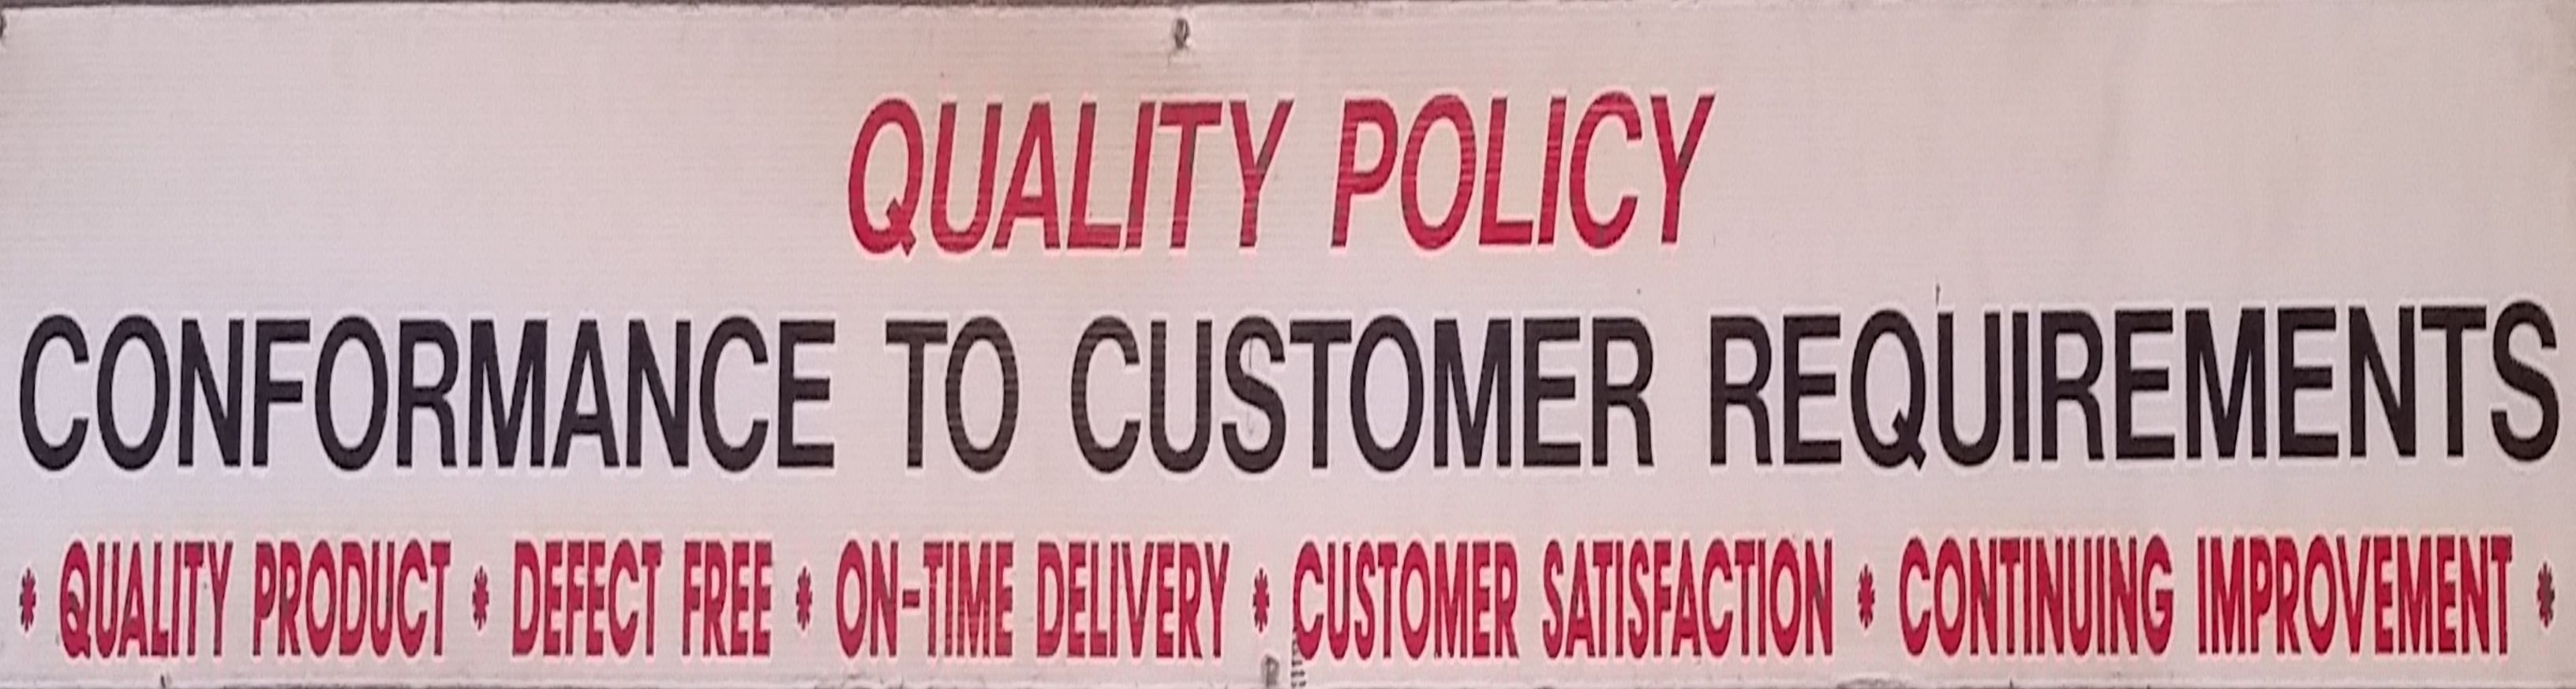 QUALITY POLICY
CONFORMANCE TO CUSTOMER REQUIREMENTS
* QUALITY PRODUCT * DEFECT FREE * ON-TIME DELIVERY * CUSTOMER SATISFACTION * CONTINUING IMPROVEMENT *